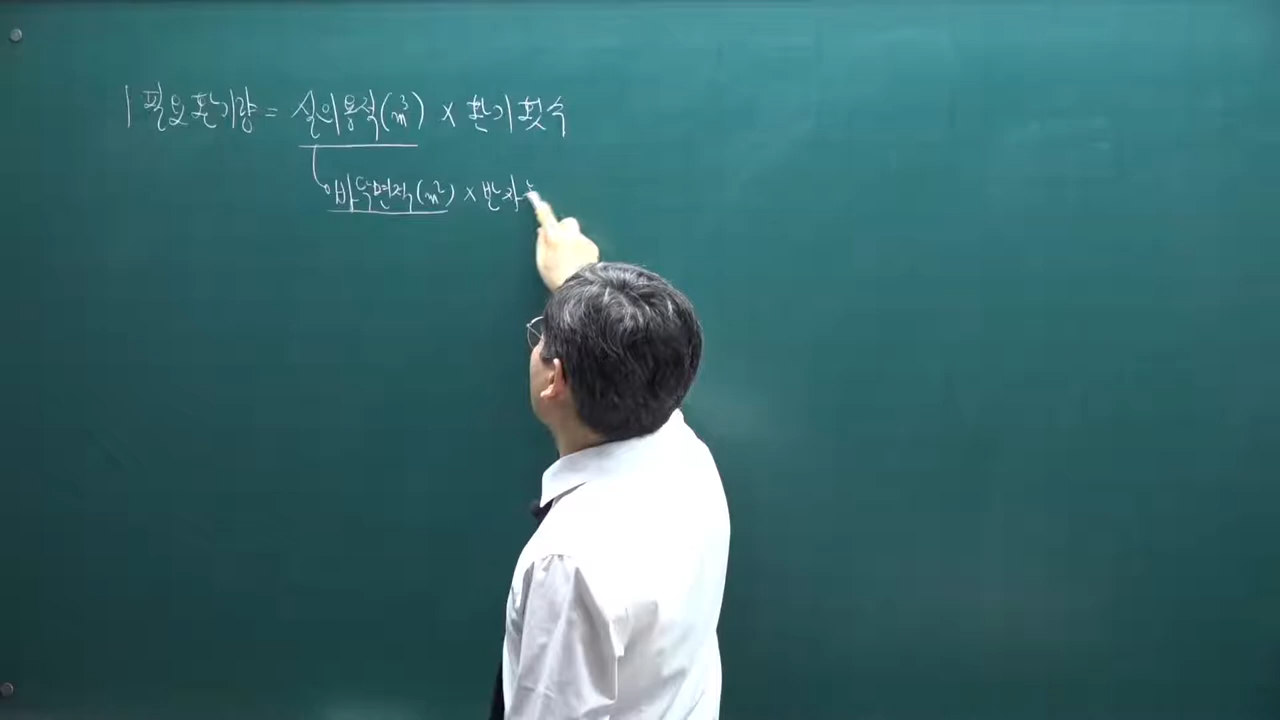 1 필요환기량 = 실의용적(m³) × 환기횟수
바닥면적(m²) × 반자